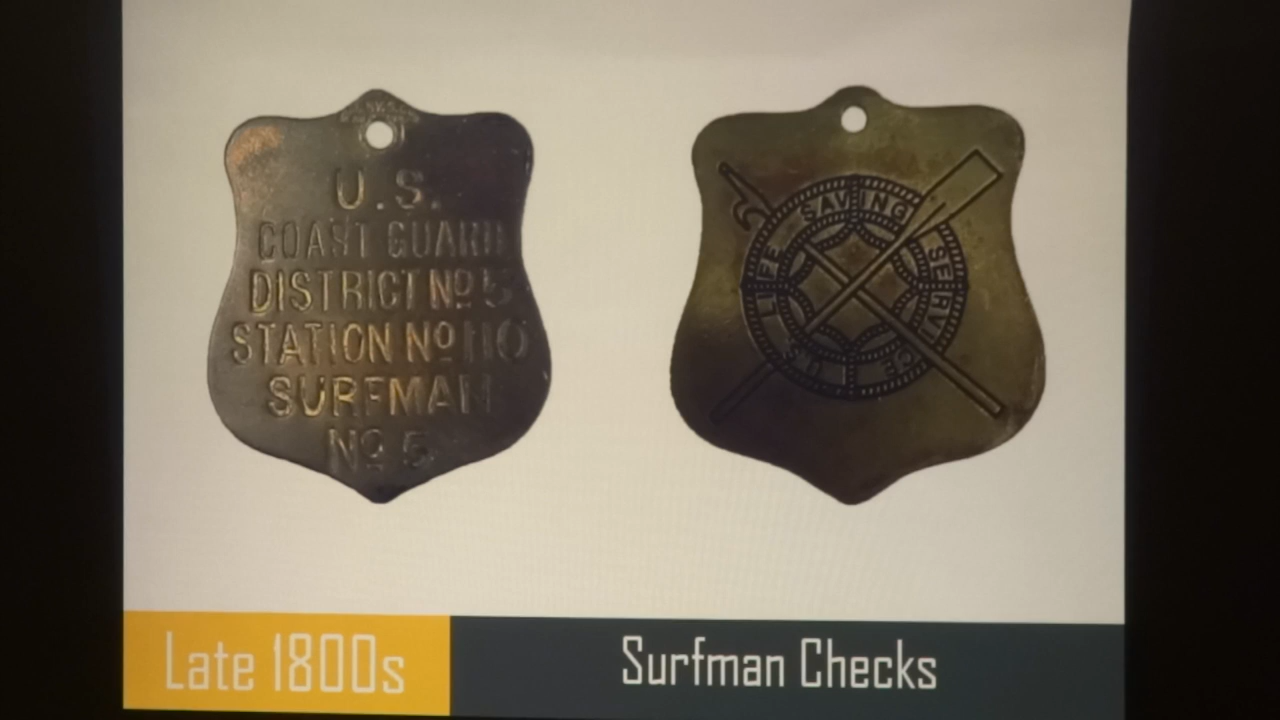 U.S.
COAST GUARD
DISTRICT No 5
STATION No 110
SURFMAN
No 5
LIFE SAVING SERVICE
U.S.
Late 1800s
Surfman Checks